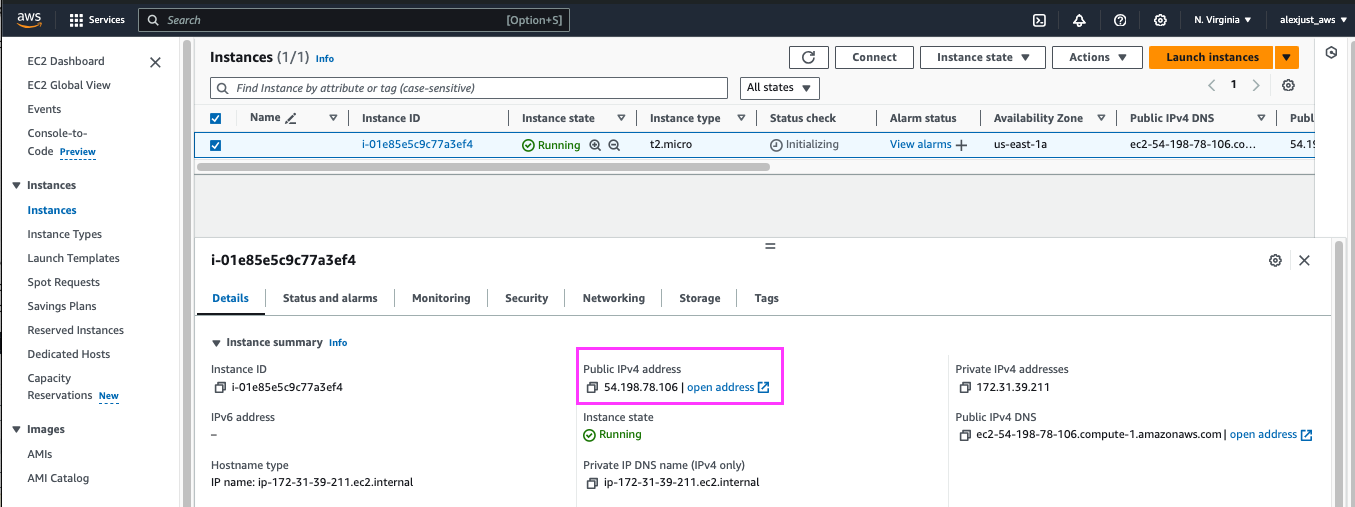 aws Services Search [Option+S] N. Virginia alexjust_aws
EC2 Dashboard
EC2 Global View
Events
Console-to-
Code Preview
Instances
Instances
Instance Types
Launch Templates
Spot Requests
Savings Plans
Reserved Instances
Dedicated Hosts
Capacity
Reservations New
Images
AMIs
AMI Catalog
Instances (1/1) Info Connect Instance state Actions Launch instances
Find Instance by attribute or tag (case-sensitive) All states 1
Name Instance ID Instance state Instance type Status check Alarm status Availability Zone Public IPv4 DNS Publ
i-01e85e5c9c77a3ef4 Running t2.micro Initializing View alarms us-east-1a ec2-54-198-78-106.co... 54.1
i-01e85e5c9c77a3ef4
Details Status and alarms Monitoring Security Networking Storage Tags
Instance summary Info
Instance ID
i-01e85e5c9c77a3ef4
Public IPv4 address
54.198.78.106 | open address
Private IPv4 addresses
172.31.39.211
IPv6 address
–
Instance state
Running
Public IPv4 DNS
ec2-54-198-78-106.compute-1.amazonaws.com | open address
Hostname type
IP name: ip-172-31-39-211.ec2.internal
Private IP DNS name (IPv4 only)
ip-172-31-39-211.ec2.internal